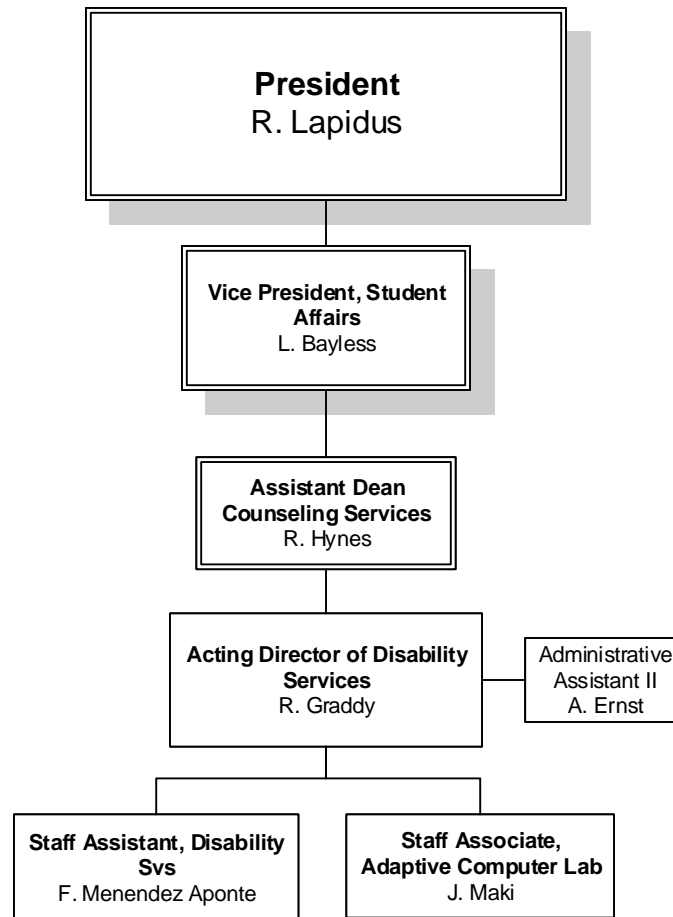 President
R. Lapidus
Vice President, Student
Affairs
L. Bayless
Assistant Dean
Counseling Services
R. Hynes
Acting Director of Disability
Services
R. Graddy
Administrative
Assistant II
A. Ernst
Staff Assistant, Disability
Svs
F. Menendez Aponte
Staff Associate,
Adaptive Computer Lab
J. Maki